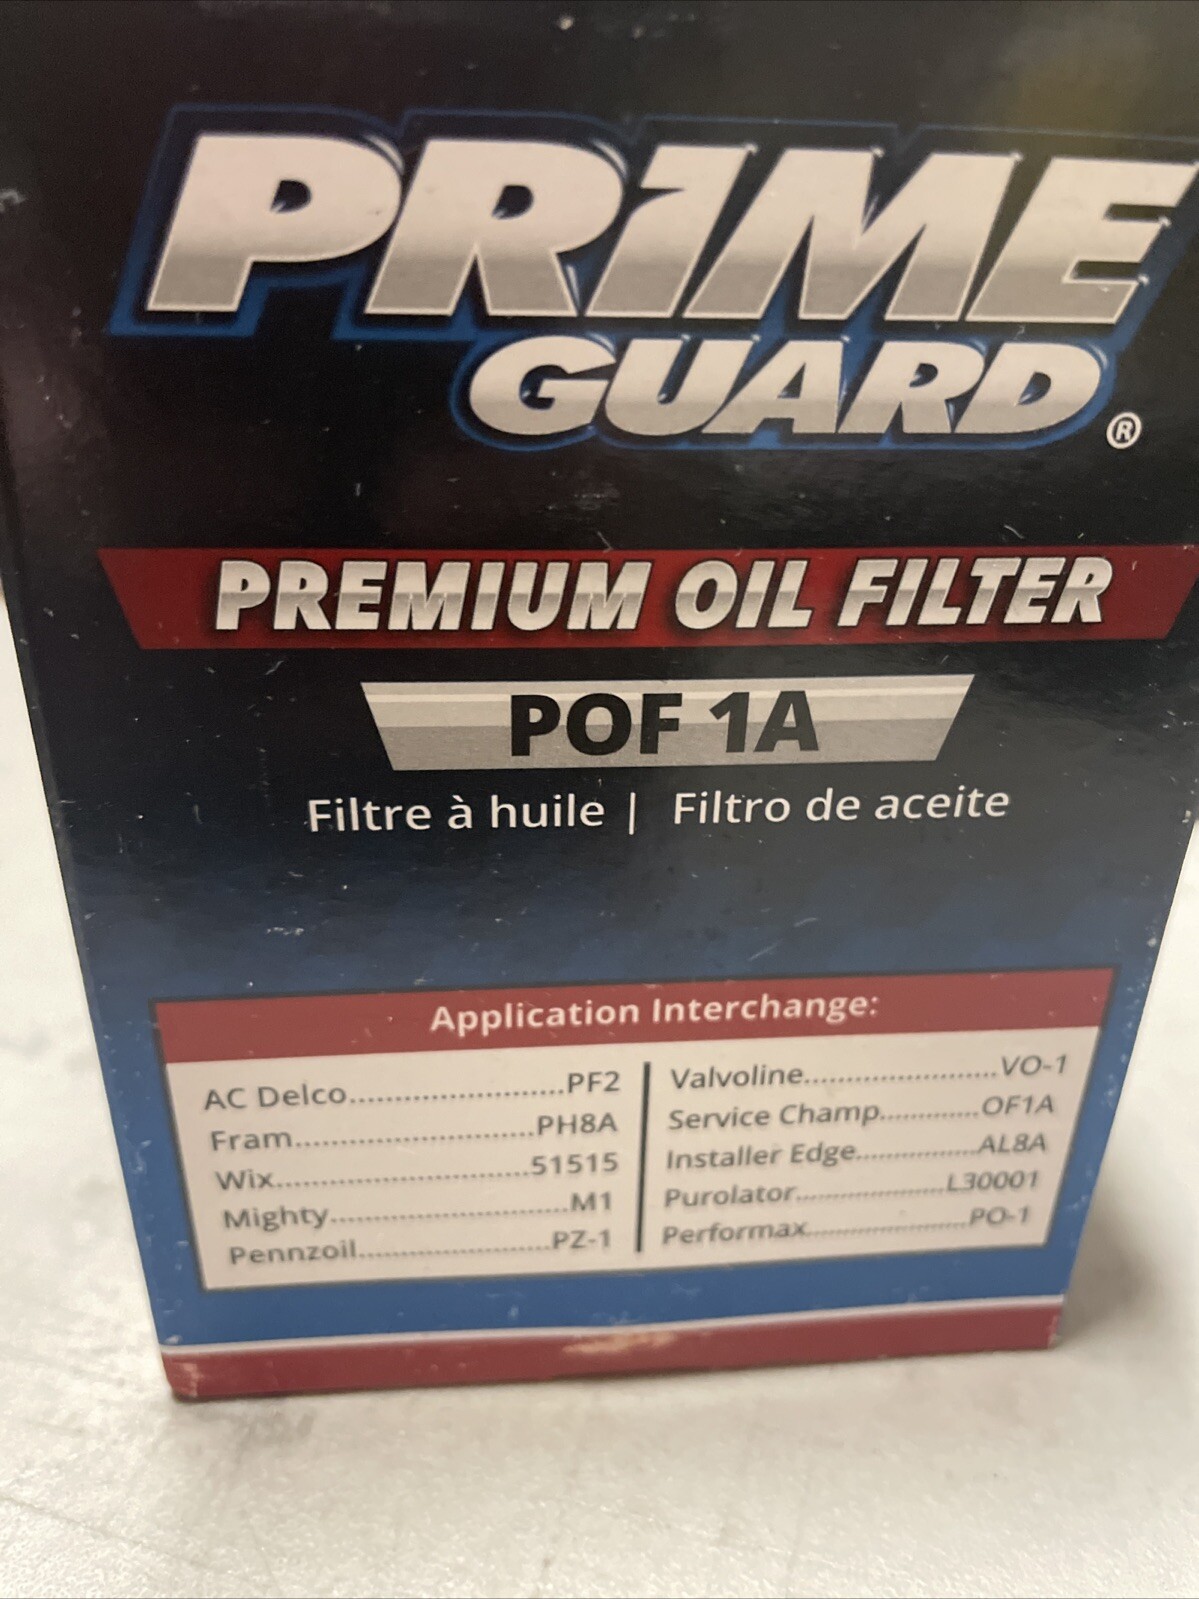 PRIME
GUARD®
PREMIUM OIL FILTER
POF 1A
Filtre à huile | Filtro de aceite
Application Interchange:
AC Delco........................PF2
Fram...........................PH8A
Wix............................51515
Mighty...........................M1
Pennzoil......................PZ-1
Valvoline........................VO-1
Service Champ............OF1A
Installer Edge...............AL8A
Purolator...................L30001
Performax....................PO-1